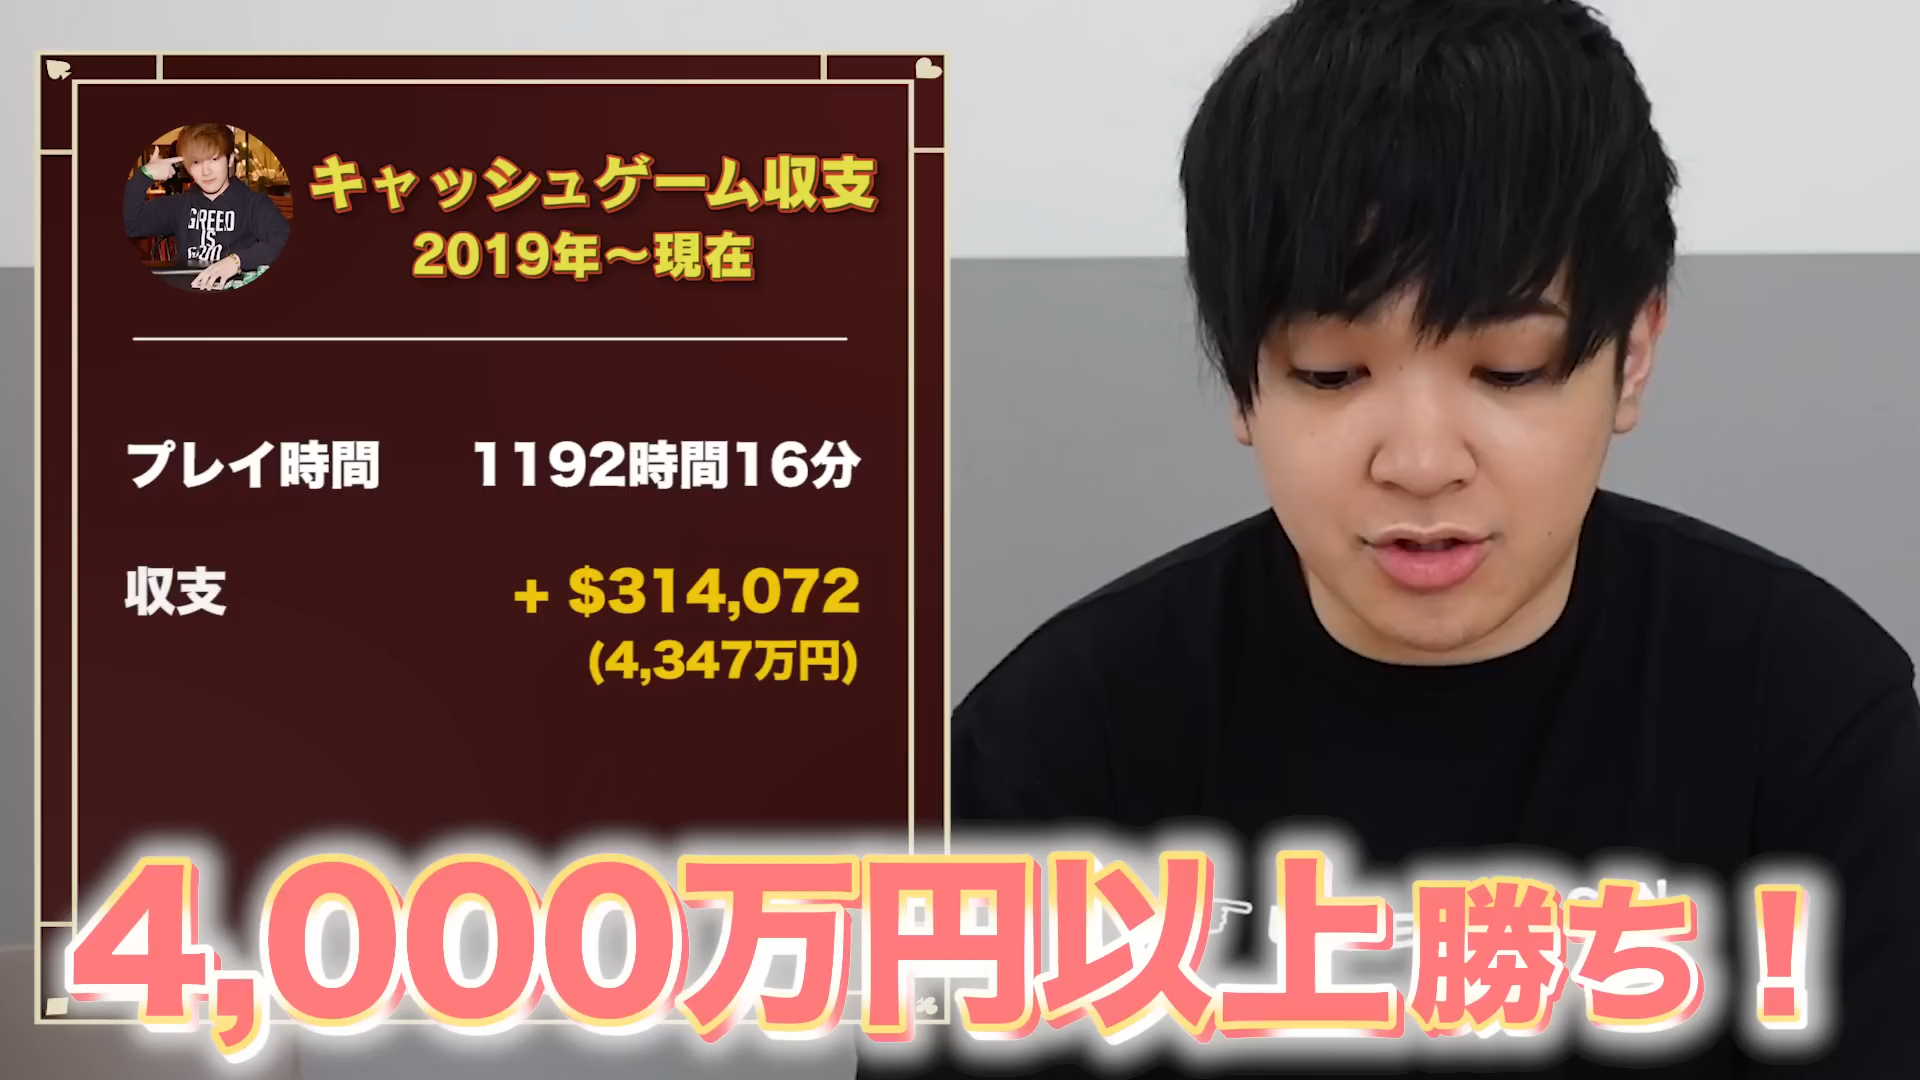 GREED
IS
キャッシュゲーム収支
2019年～現在
プレイ時間 1192時間16分
収支 + $314,072
(4,347万円)
4,000万円以上勝ち！